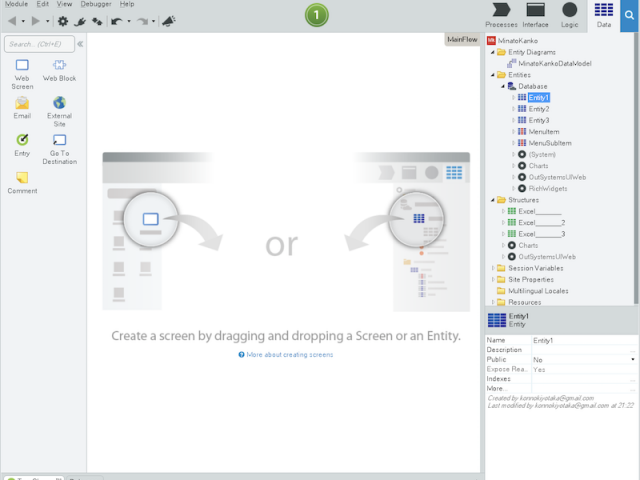 Module Edit View Debugger Help
1
Processes Interface Logic Data
Search... (Ctrl+E)
MainFlow
Web Screen
Web Block
Email
External Site
Entry
Go To Destination
Comment
MinatoKanko
Entity Diagrams
MinatoKankoDataModel
Entities
Database
Entity1
Entity2
Entity3
MenuItem
MenuSubItem
(System)
Charts
OutSystemsUIWeb
RichWidgets
Structures
Excel_______
Excel_______2
Excel_______3
Charts
OutSystemsUIWeb
Session Variables
Site Properties
Multilingual Locales
Resources
or
Create a screen by dragging and dropping a Screen or an Entity.
More about creating screens
Entity1
Entity
Name Entity1
Description
Public No
Expose Rea... Yes
Indexes
More...
Created by konnokiyotaka@gmail.com
Last modified by konnokiyotaka@gmail.com at 21:22